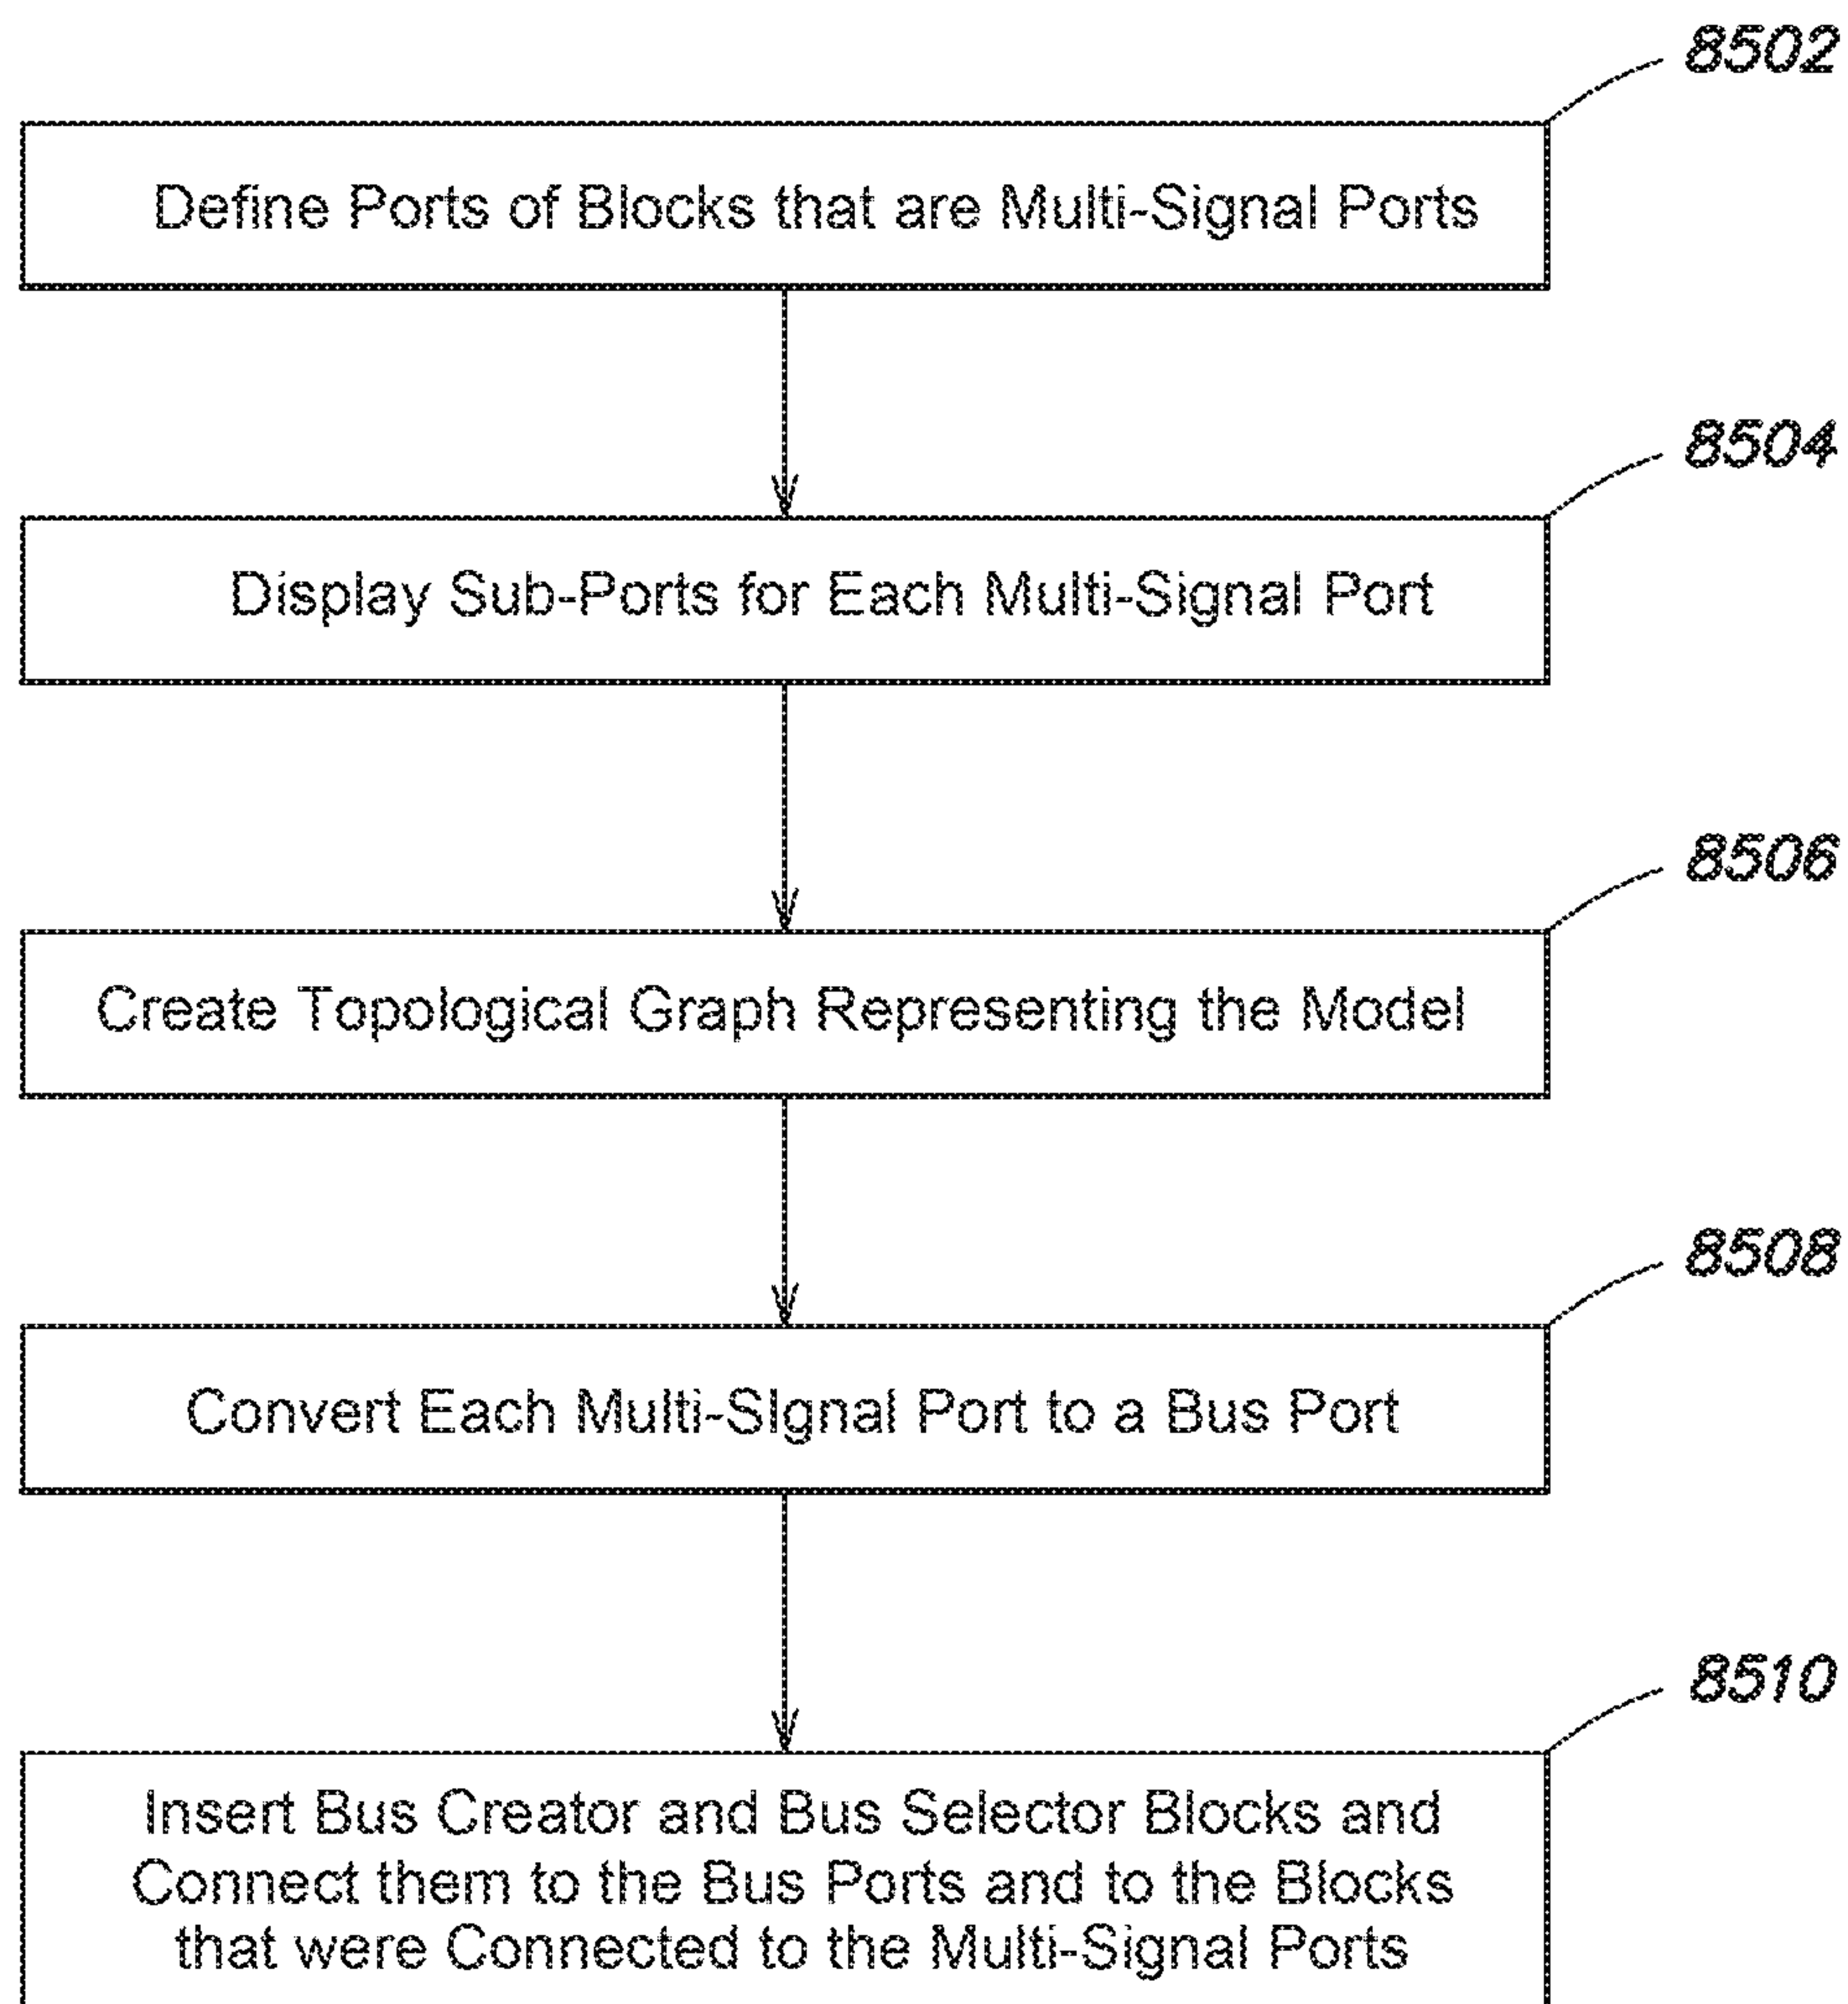 8502
Define Ports of Blocks that are Multi-Signal Ports
8504
Display Sub-Ports for Each Multi-Signal Port
8506
Create Topological Graph Representing the Model
8508
Convert Each Multi-SIgnal Port to a Bus Port
8510
Insert Bus Creator and Bus Selector Blocks and
Connect them to the Bus Ports and to the Blocks
that were Connected to the Multi-Signal Ports